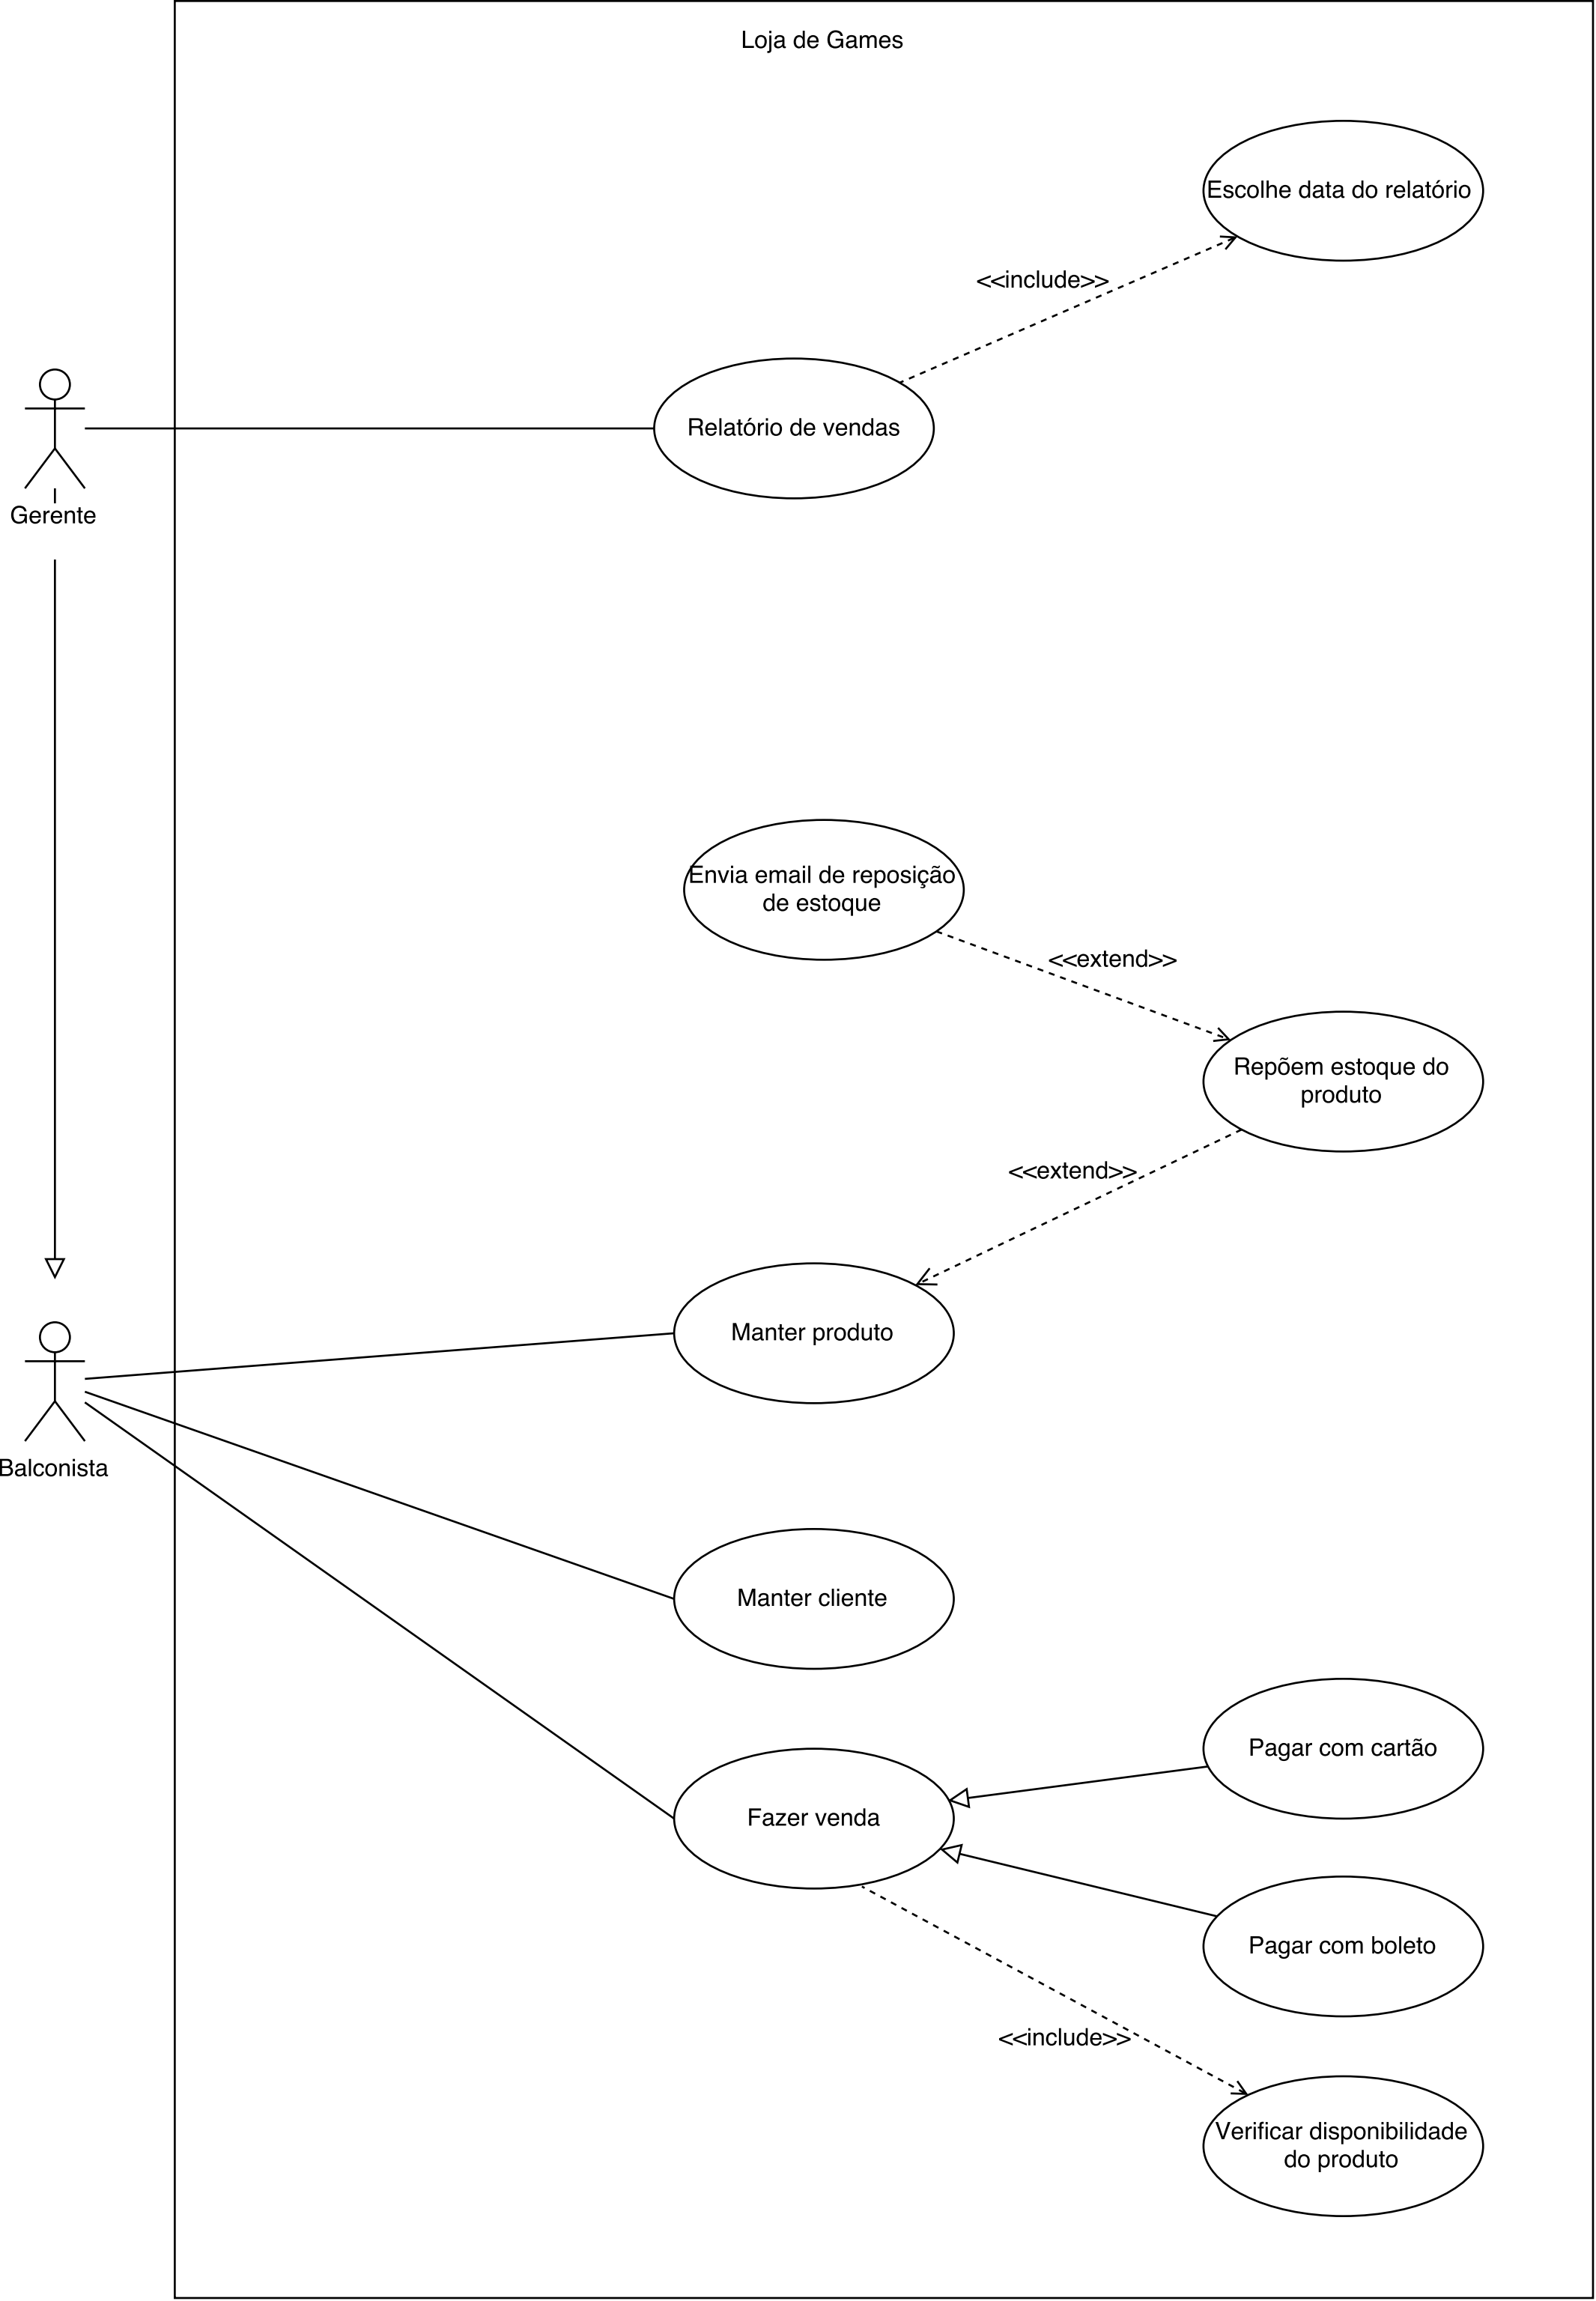 Loja de Games
Escolhe data do relatório
<<include>>
Relatório de vendas
Gerente
Envia email de reposição
de estoque
<<extend>>
Repõem estoque do
produto
<<extend>>
Manter produto
Balconista
Manter cliente
Pagar com cartão
Fazer venda
Pagar com boleto
<<include>>
Verificar disponibilidade
do produto